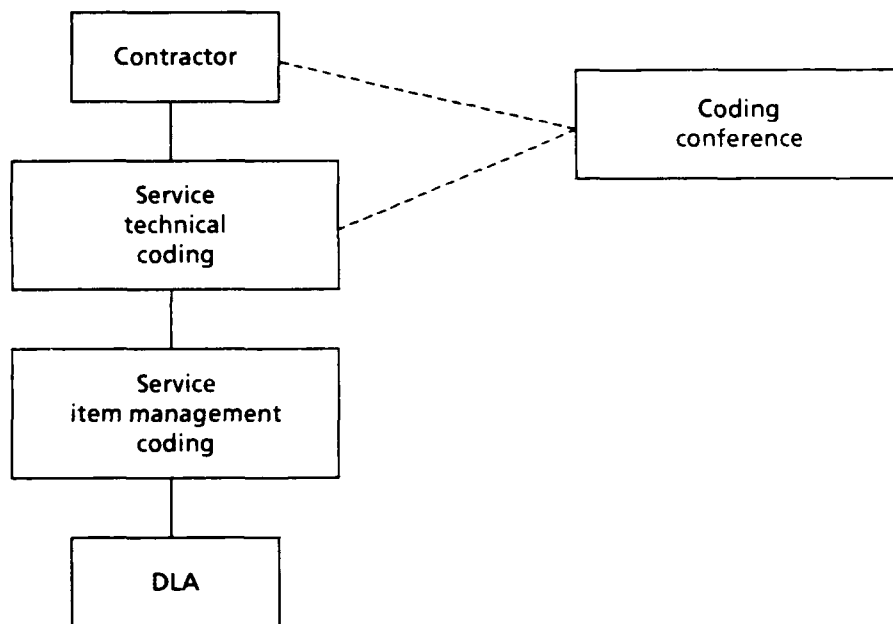 Contractor
Coding
conference
Service
technical
coding
Service
item management
coding
DLA